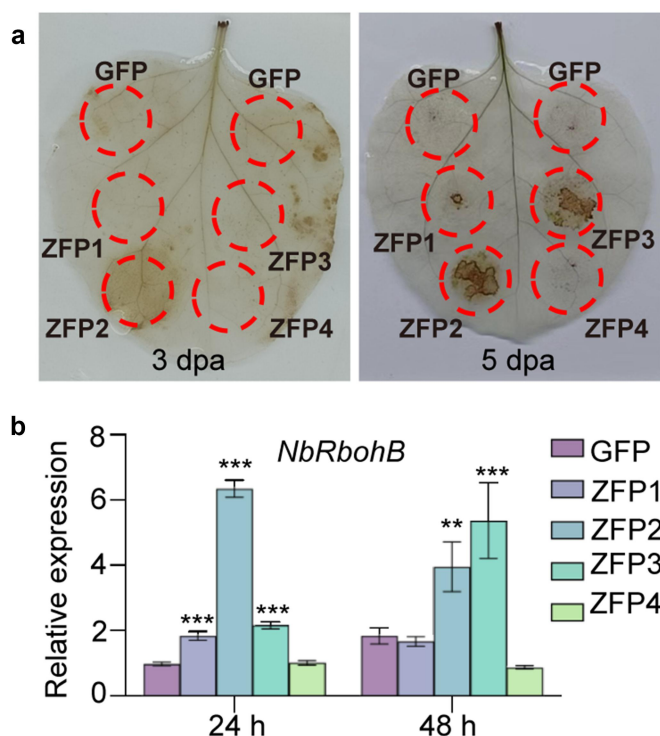 a
GFP GFP
ZFP1 ZFP3
ZFP2 ZFP4
3 dpa
GFP GFP
ZFP1 ZFP3
ZFP2 ZFP4
5 dpa
b
NbRbohB
Relative expression
8
6
4
2
0
***
***
***
**
***
24 h 48 h
GFP
ZFP1
ZFP2
ZFP3
ZFP4